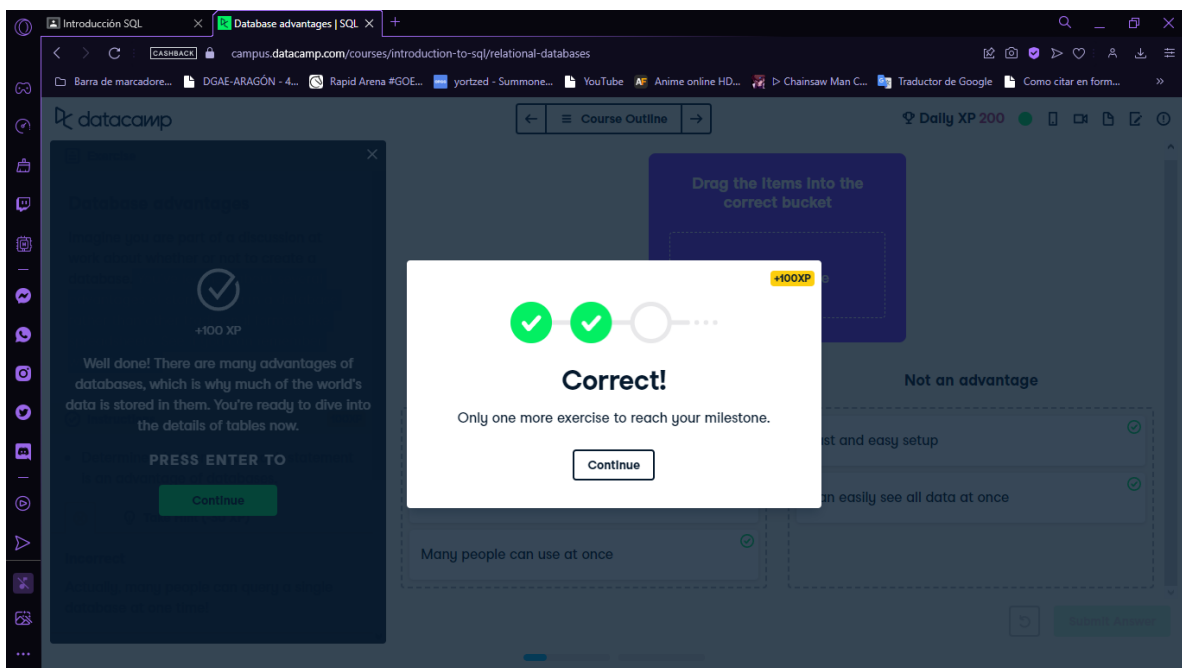 Introducción SQL
Database advantages | SQL
CASHBACK
campus.datacamp.com/courses/introduction-to-sql/relational-databases
Barra de marcadore...
DGAE-ARAGÓN - 4...
Rapid Arena #GOE...
yortzed - Summone...
YouTube
Anime online HD...
Chainsaw Man C...
Traductor de Google
Como citar en form...
datacamp
Course Outline
Daily XP 200
Drag the items into the
correct bucket
+100XP
Correct!
Only one more exercise to reach your milestone.
Continue
+100 XP
Well done! There are many advantages of
databases, which is why much of the world's
data is stored in them. You're ready to dive into
the details of tables now.
PRESS ENTER TO
Continue
Not an advantage
and easy setup
easily see all data at once
Many people can use at once
Submit Answer